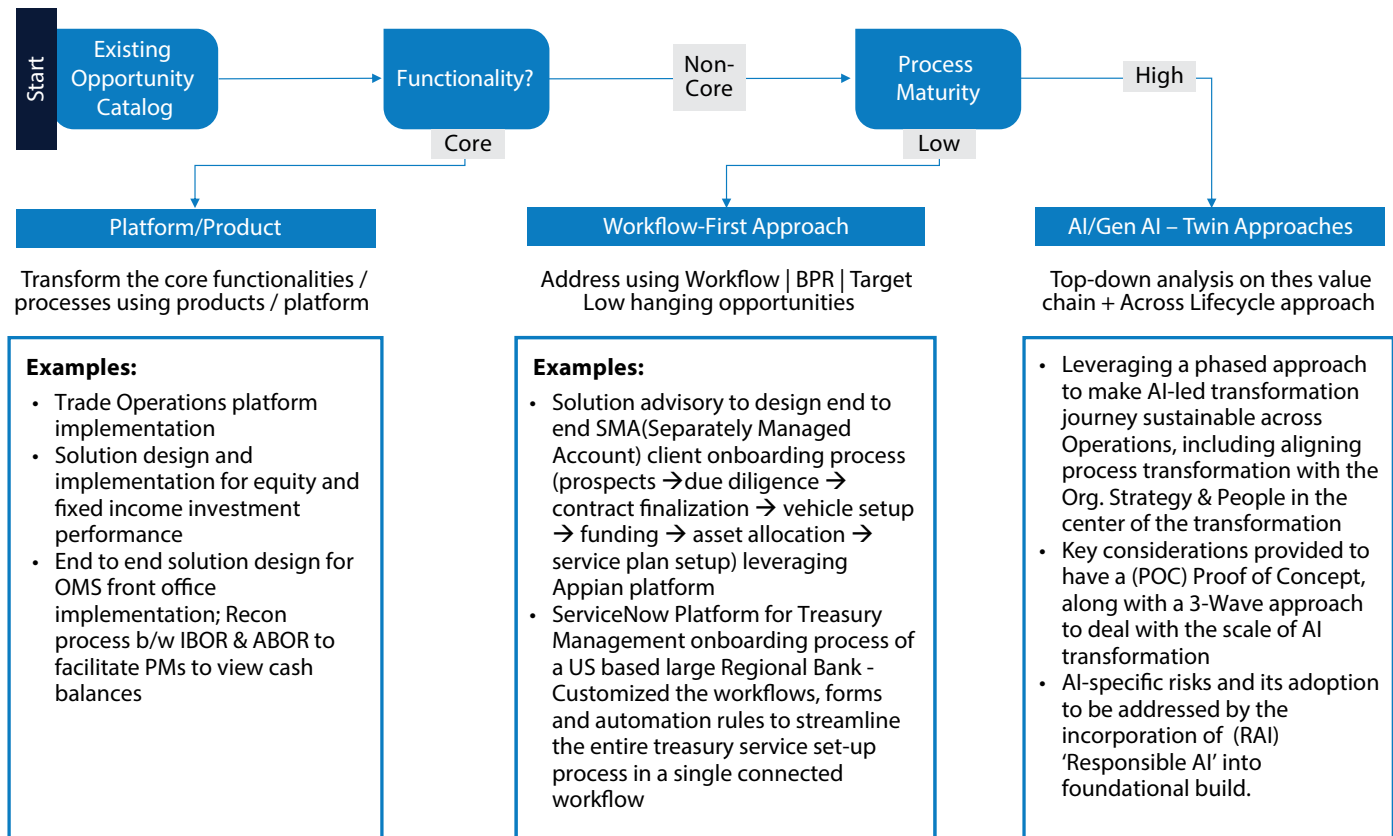 Start
Existing
Opportunity
Catalog
Functionality?
Non-
Core
Process
Maturity
High
Core
Low
Platform/Product
Transform the core functionalities /
processes using products / platform
Examples:
• Trade Operations platform
implementation
• Solution design and
implementation for equity and
fixed income investment
performance
• End to end solution design for
OMS front office
implementation; Recon
process b/w IBOR & ABOR to
facilitate PMs to view cash
balances
Workflow-First Approach
Address using Workflow | BPR | Target
Low hanging opportunities
Examples:
• Solution advisory to design end to
end SMA(Separately Managed
Account) client onboarding process
(prospects →due diligence →
contract finalization → vehicle setup
→ funding → asset allocation →
service plan setup) leveraging
Appian platform
• ServiceNow Platform for Treasury
Management onboarding process of
a US based large Regional Bank -
Customized the workflows, forms
and automation rules to streamline
the entire treasury service set-up
process in a single connected
workflow
AI/Gen AI – Twin Approaches
Top-down analysis on thes value
chain + Across Lifecycle approach
• Leveraging a phased approach
to make AI-led transformation
journey sustainable across
Operations, including aligning
process transformation with the
Org. Strategy & People in the
center of the transformation
• Key considerations provided to
have a (POC) Proof of Concept,
along with a 3-Wave approach
to deal with the scale of AI
transformation
• AI-specific risks and its adoption
to be addressed by the
incorporation of (RAI)
‘Responsible AI’ into
foundational build.